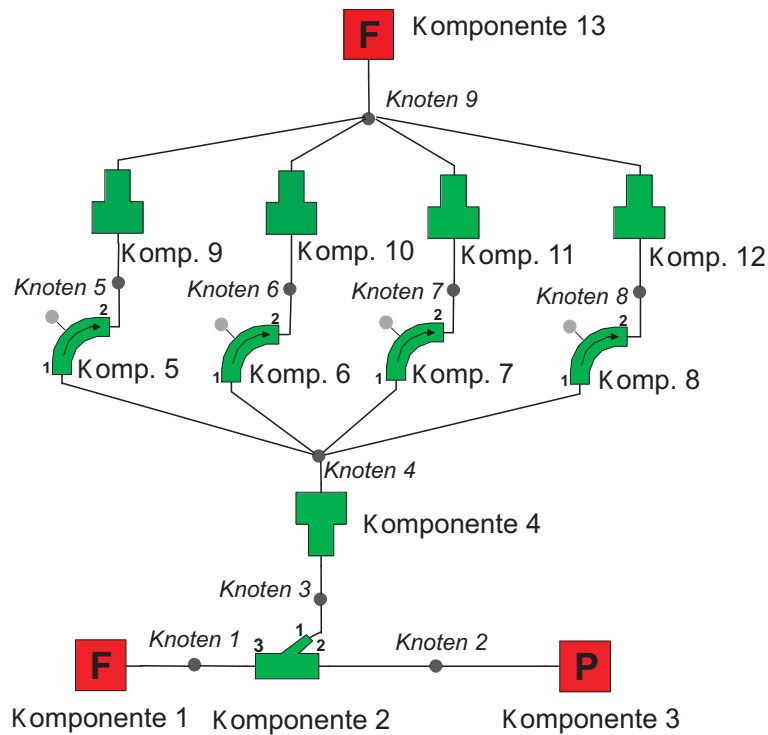 F
Komponente 13
Knoten 9
Komp. 9
Komp. 10
Komp. 11
Komp. 12
Knoten 5
Knoten 6
Knoten 7
Knoten 8
2
2
2
2
1
1
1
1
Komp. 5
Komp. 6
Komp. 7
Komp. 8
Knoten 4
Komponente 4
Knoten 3
1
Knoten 1
3
2
Knoten 2
F
P
Komponente 1
Komponente 2
Komponente 3